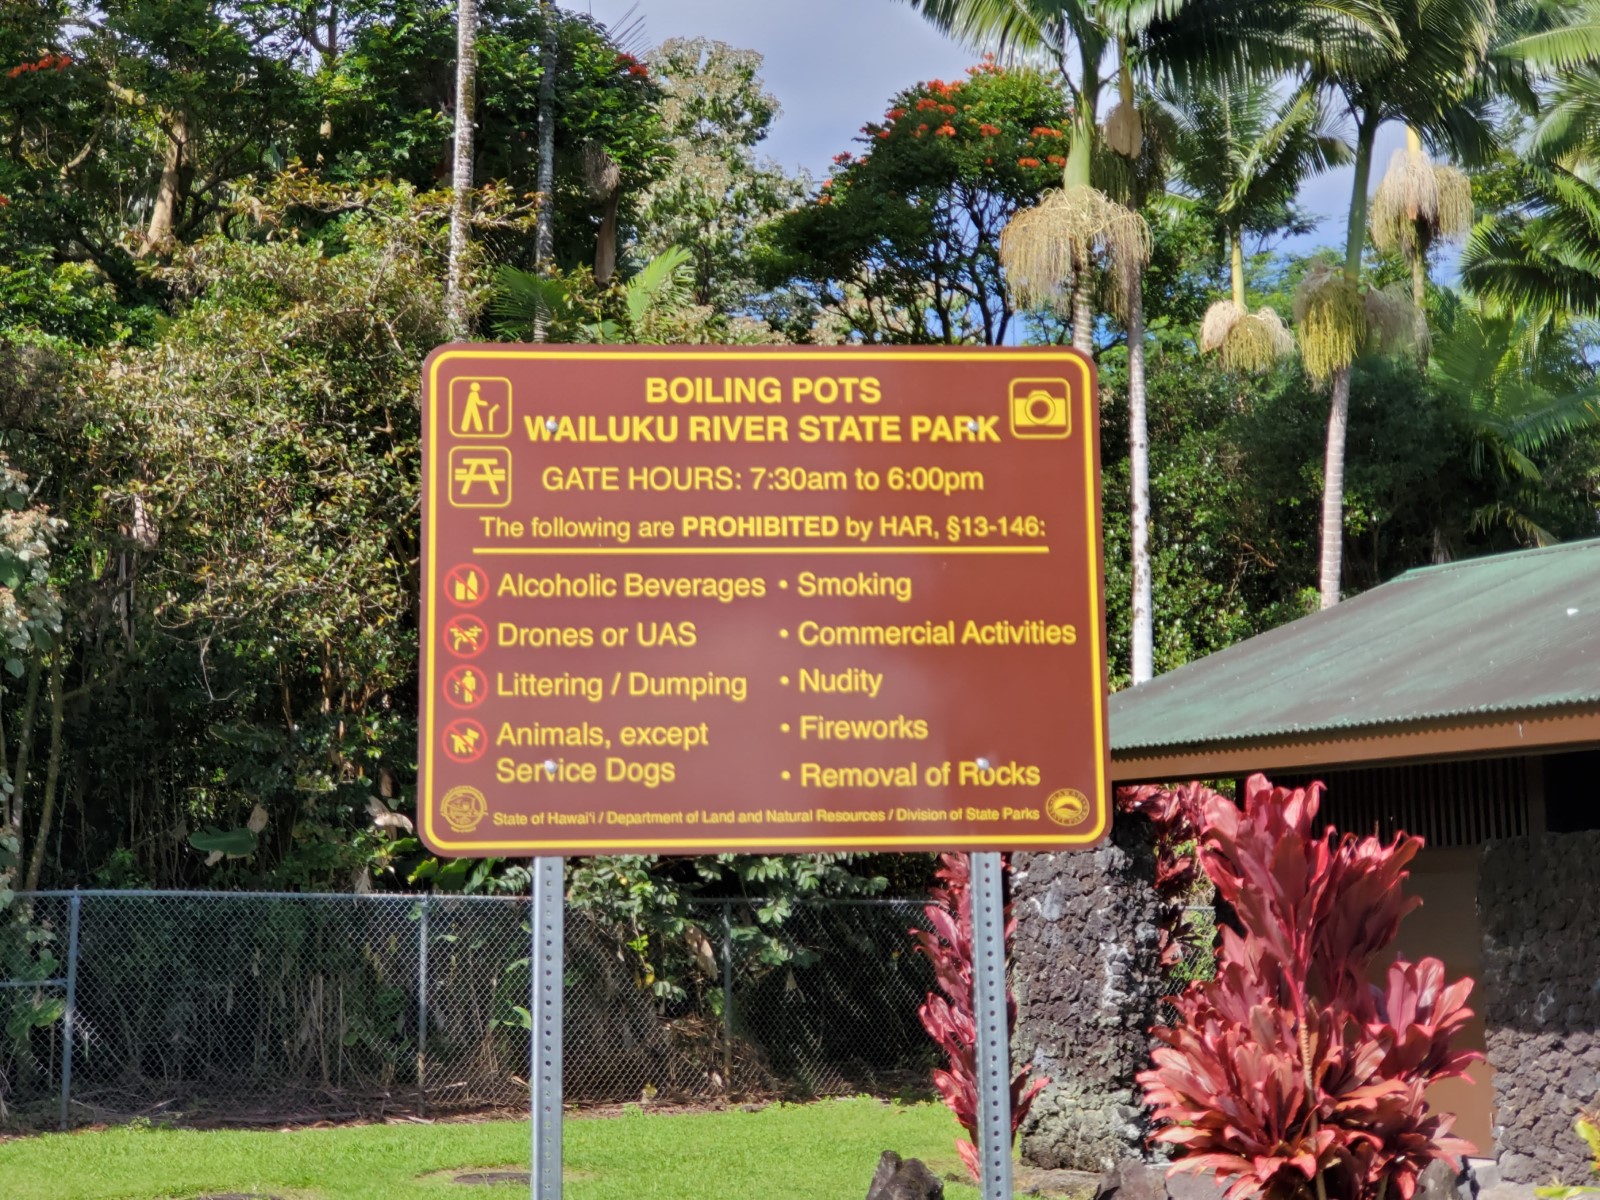 BOILING POTS
WAILUKU RIVER STATE PARK
GATE HOURS: 7:30am to 6:00pm
The following are PROHIBITED by HAR, §13-146:
Alcoholic Beverages
Drones or UAS
Littering / Dumping
Animals, except
Service Dogs
• Smoking
• Commercial Activities
• Nudity
• Fireworks
• Removal of Rocks
State of Hawai'i / Department of Land and Natural Resources / Division of State Parks